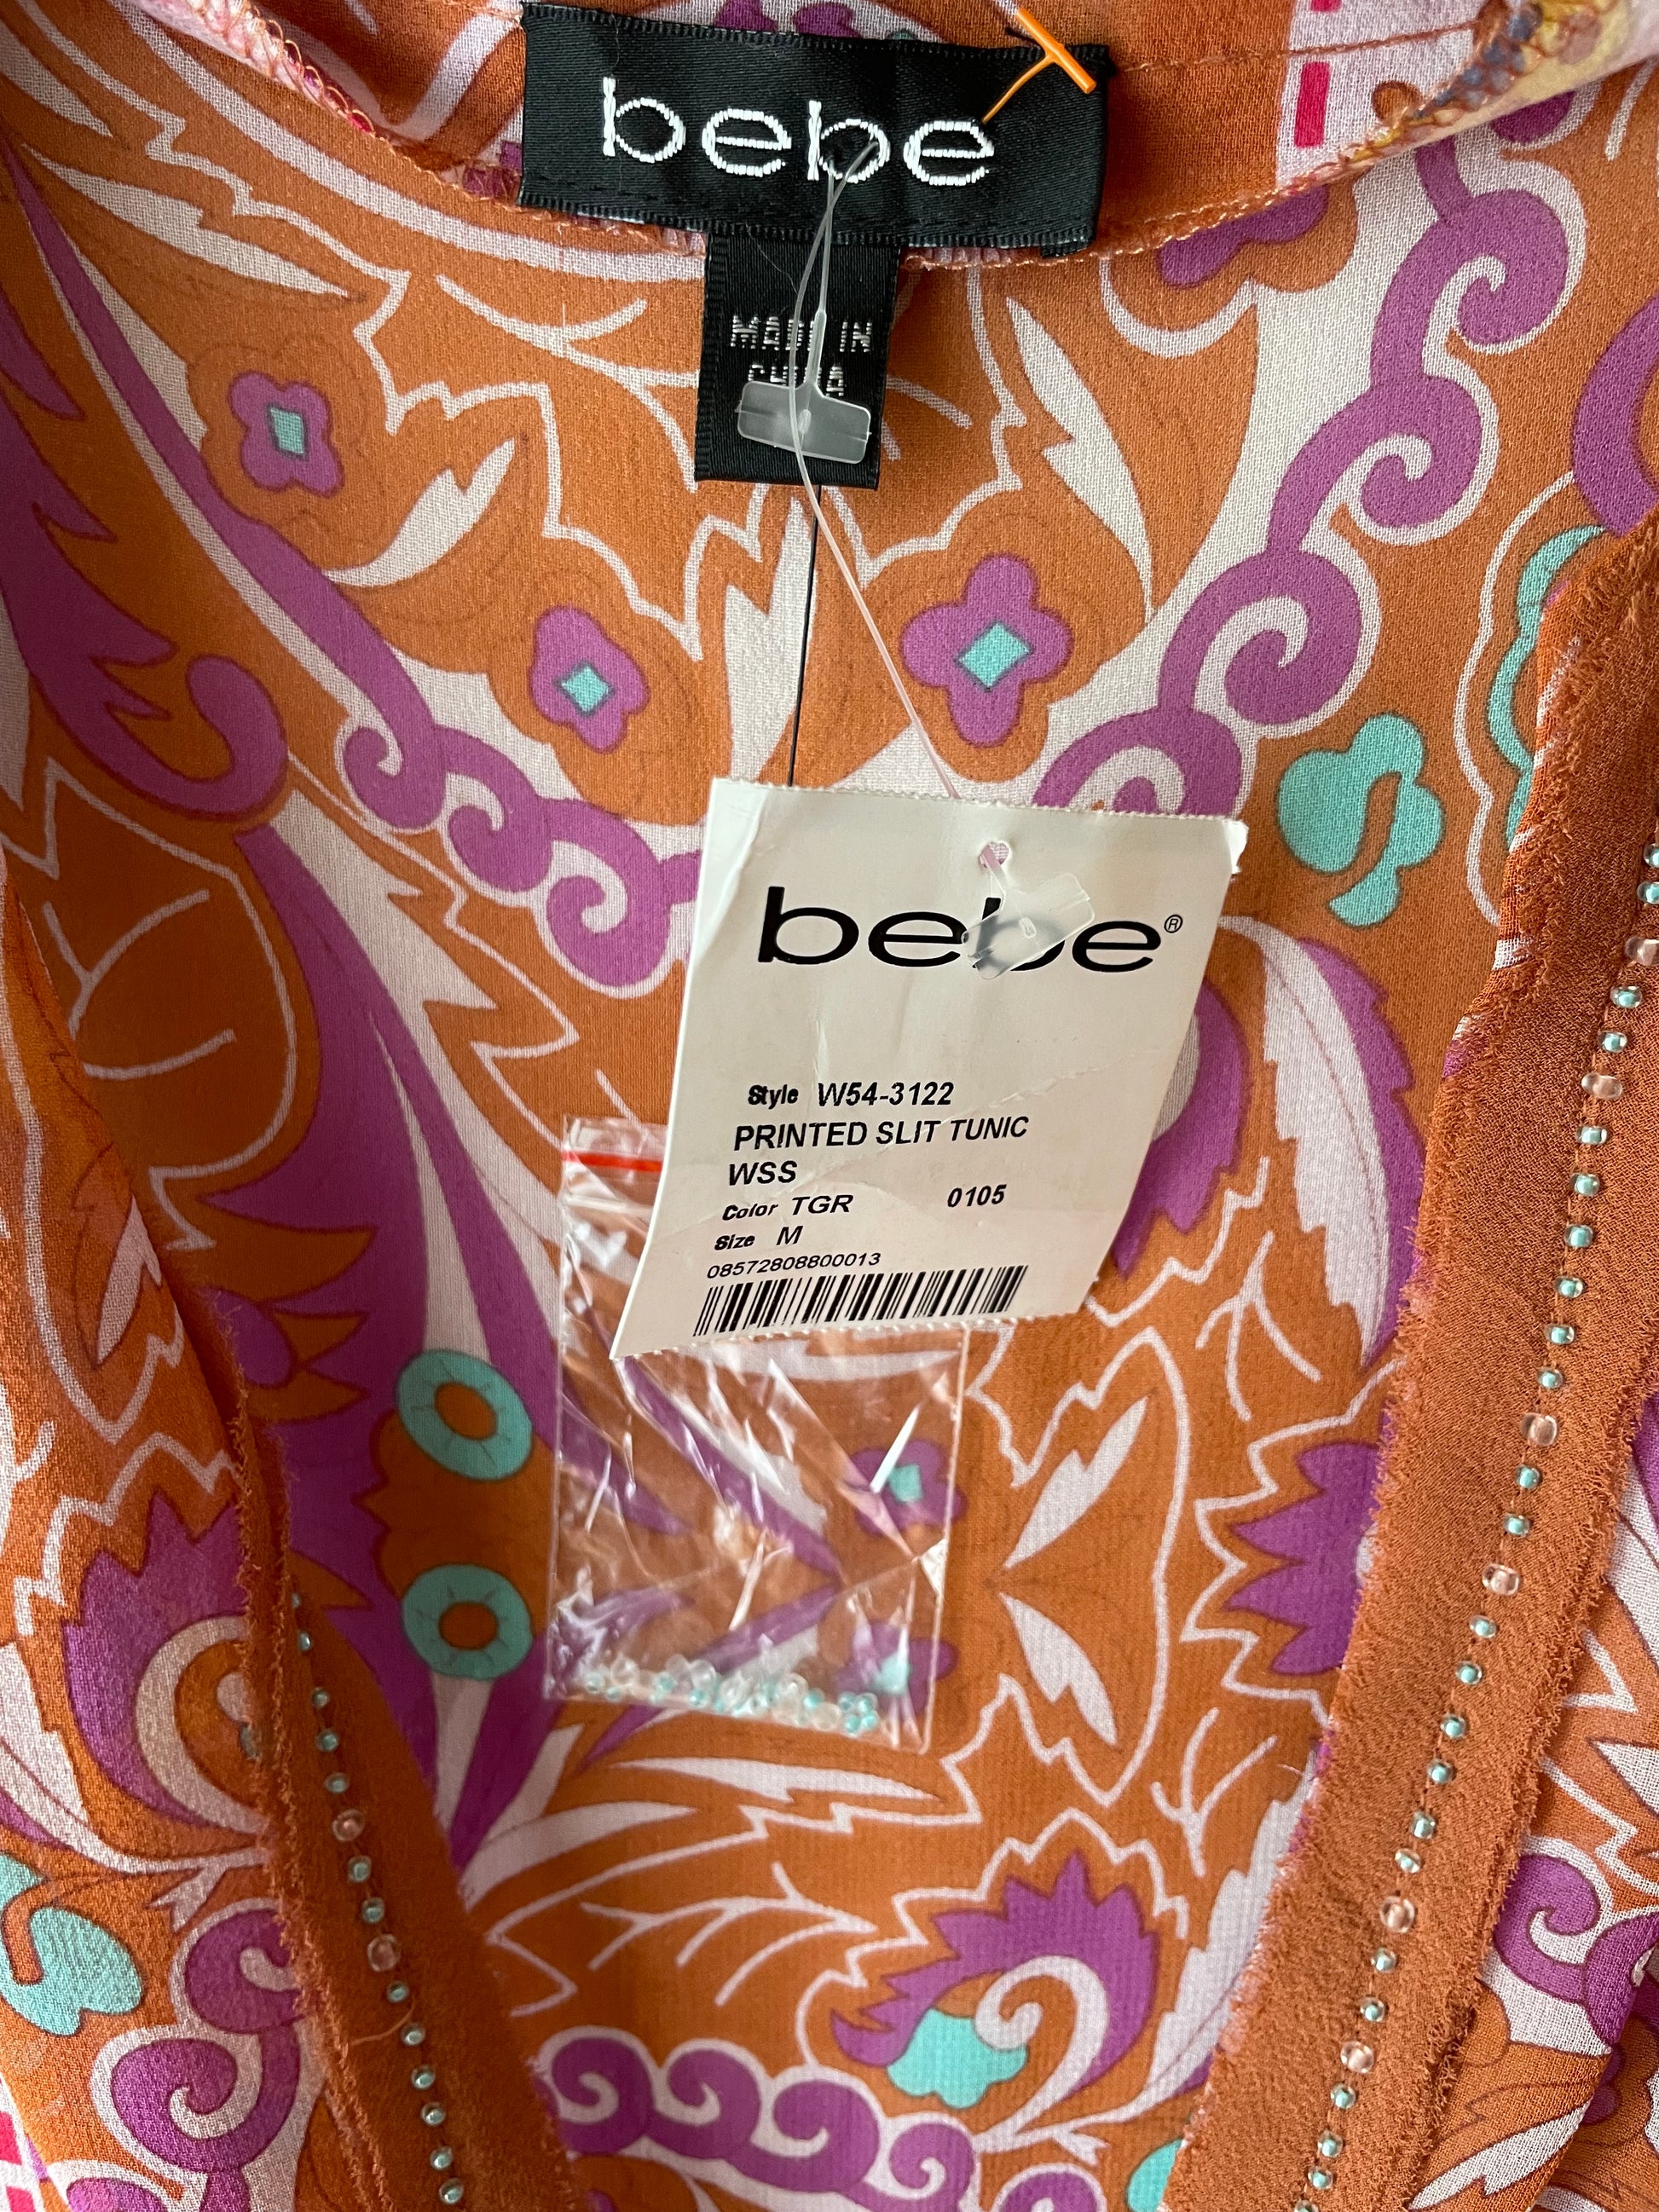 bebe
MADE IN
CHINA
bebe®
Style W54-3122
PRINTED SLIT TUNIC
WSS
Color TGR 0105
Size M
08572808800013